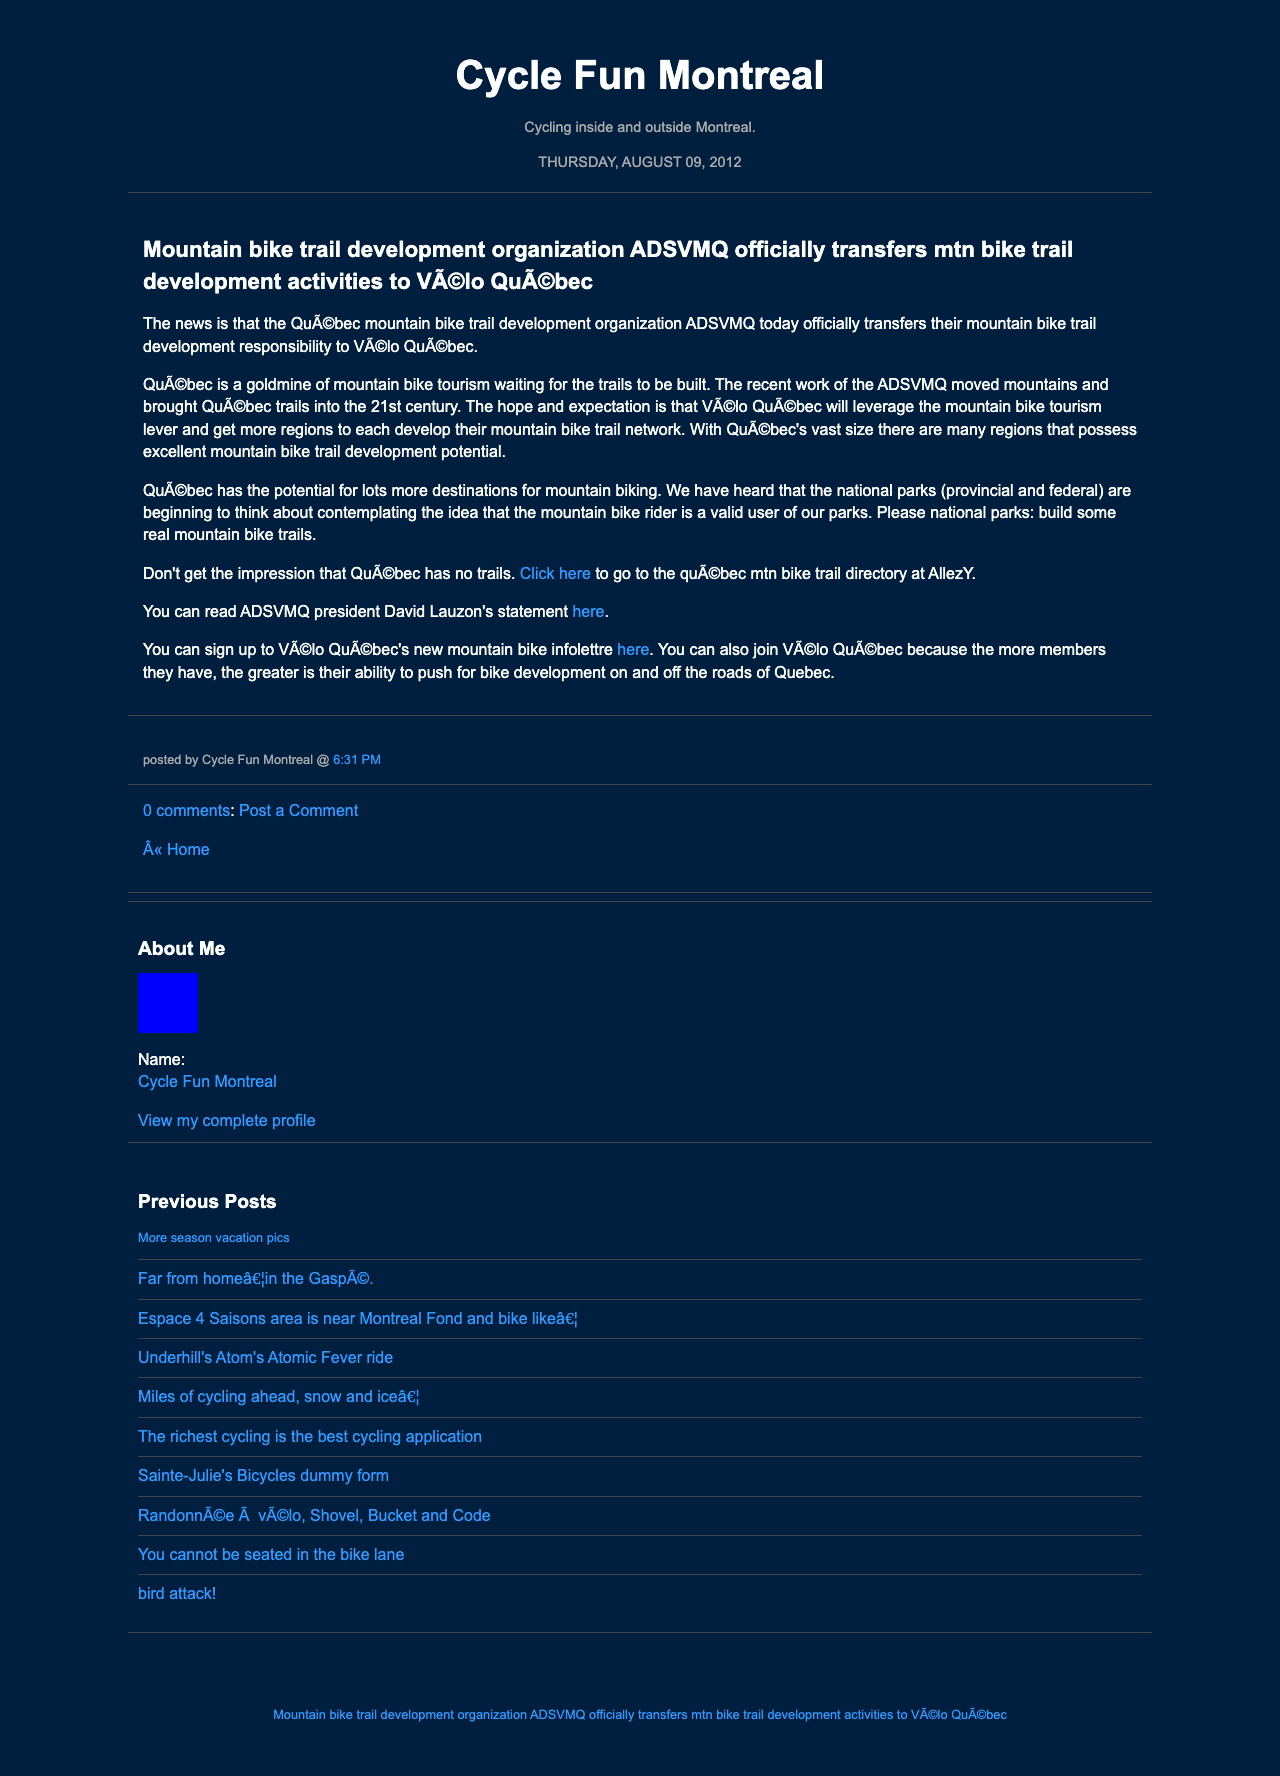 Cycle Fun Montreal
Cycling inside and outside Montreal.
THURSDAY, AUGUST 09, 2012
Mountain bike trail development organization ADSVMQ officially transfers mtn bike trail
development activities to VÃ©lo QuÃ©bec
The news is that the QuÃ©bec mountain bike trail development organization ADSVMQ today officially transfers their mountain bike trail
development responsibility to VÃ©lo QuÃ©bec.
QuÃ©bec is a goldmine of mountain bike tourism waiting for the trails to be built. The recent work of the ADSVMQ moved mountains and
brought QuÃ©bec trails into the 21st century. The hope and expectation is that VÃ©lo QuÃ©bec will leverage the mountain bike tourism
lever and get more regions to each develop their mountain bike trail network. With QuÃ©bec's vast size there are many regions that possess
excellent mountain bike trail development potential.
QuÃ©bec has the potential for lots more destinations for mountain biking. We have heard that the national parks (provincial and federal) are
beginning to think about contemplating the idea that the mountain bike rider is a valid user of our parks. Please national parks: build some
real mountain bike trails.
Don't get the impression that QuÃ©bec has no trails. Click here to go to the quÃ©bec mtn bike trail directory at AllezY.
You can read ADSVMQ president David Lauzon's statement here.
You can sign up to VÃ©lo QuÃ©bec's new mountain bike infolettre here. You can also join VÃ©lo QuÃ©bec because the more members
they have, the greater is their ability to push for bike development on and off the roads of Quebec.
posted by Cycle Fun Montreal @ 6:31 PM
0 comments: Post a Comment
Â« Home
About Me
Name:
Cycle Fun Montreal
View my complete profile
Previous Posts
More season vacation pics
Far from homeâ€¦in the GaspÃ©.
Espace 4 Saisons area is near Montreal Fond and bike likeâ€¦
Underhill's Atom's Atomic Fever ride
Miles of cycling ahead, snow and iceâ€¦
The richest cycling is the best cycling application
Sainte-Julie's Bicycles dummy form
RandonnÃ©e Ã  vÃ©lo, Shovel, Bucket and Code
You cannot be seated in the bike lane
bird attack!
Mountain bike trail development organization ADSVMQ officially transfers mtn bike trail development activities to VÃ©lo QuÃ©bec